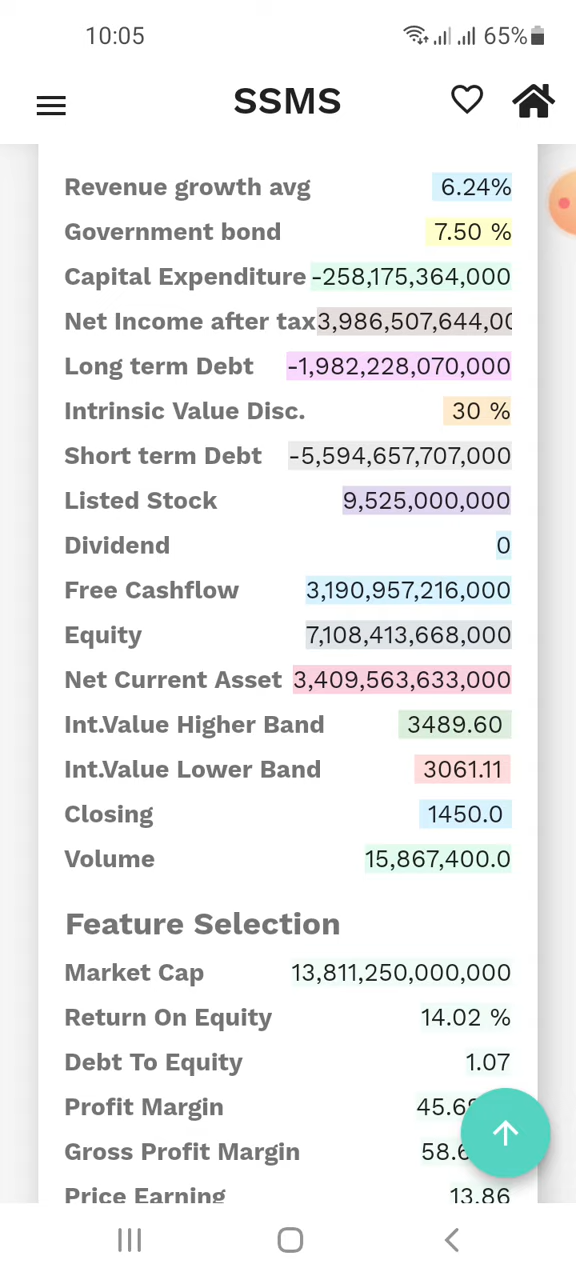 10:05
65%
SSMS
Revenue growth avg 6.24%
Government bond 7.50 %
Capital Expenditure -258,175,364,000
Net Income after tax 3,986,507,644,00
Long term Debt -1,982,228,070,000
Intrinsic Value Disc. 30 %
Short term Debt -5,594,657,707,000
Listed Stock 9,525,000,000
Dividend 0
Free Cashflow 3,190,957,216,000
Equity 7,108,413,668,000
Net Current Asset 3,409,563,633,000
Int.Value Higher Band 3489.60
Int.Value Lower Band 3061.11
Closing 1450.0
Volume 15,867,400.0
Feature Selection
Market Cap 13,811,250,000,000
Return On Equity 14.02 %
Debt To Equity 1.07
Profit Margin
Gross Profit Margin
Price Earning 13.86